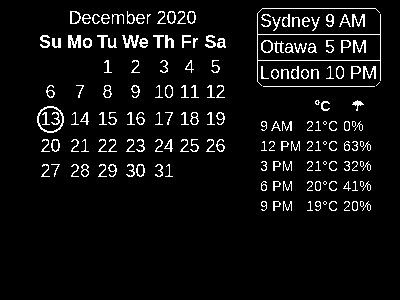 December 2020
Su Mo Tu We Th Fr Sa
1 2 3 4 5
6 7 8 9 10 11 12
13 14 15 16 17 18 19
20 21 22 23 24 25 26
27 28 29 30 31
Sydney 9 AM
Ottawa 5 PM
London 10 PM
°C ☂
9 AM 21°C 0%
12 PM 21°C 63%
3 PM 21°C 32%
6 PM 20°C 41%
9 PM 19°C 20%